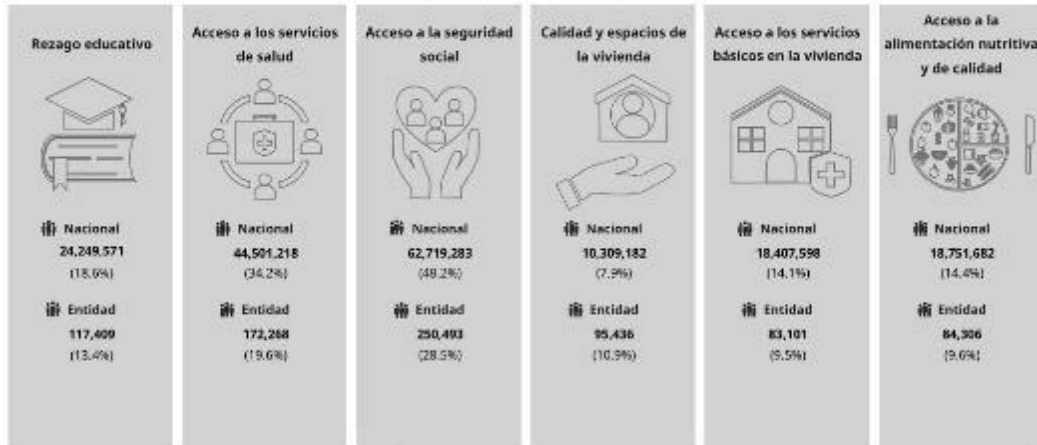 Rezago educativo
Nacional
24,249,571
(18.6%)
Entidad
117,409
(13.4%)
Acceso a los servicios
de salud
Nacional
44,501,218
(34.2%)
Entidad
172,268
(19.6%)
Acceso a la seguridad
social
Nacional
62,719,283
(48.2%)
Entidad
250,493
(28.5%)
Calidad y espacios de
la vivienda
Nacional
10,309,182
(7.9%)
Entidad
95,436
(10.9%)
Acceso a los servicios
básicos en la vivienda
Nacional
18,407,598
(14.1%)
Entidad
83,101
(9.5%)
Acceso a la
alimentación nutritiva
y de calidad
Nacional
18,751,682
(14.4%)
Entidad
84,306
(9.6%)